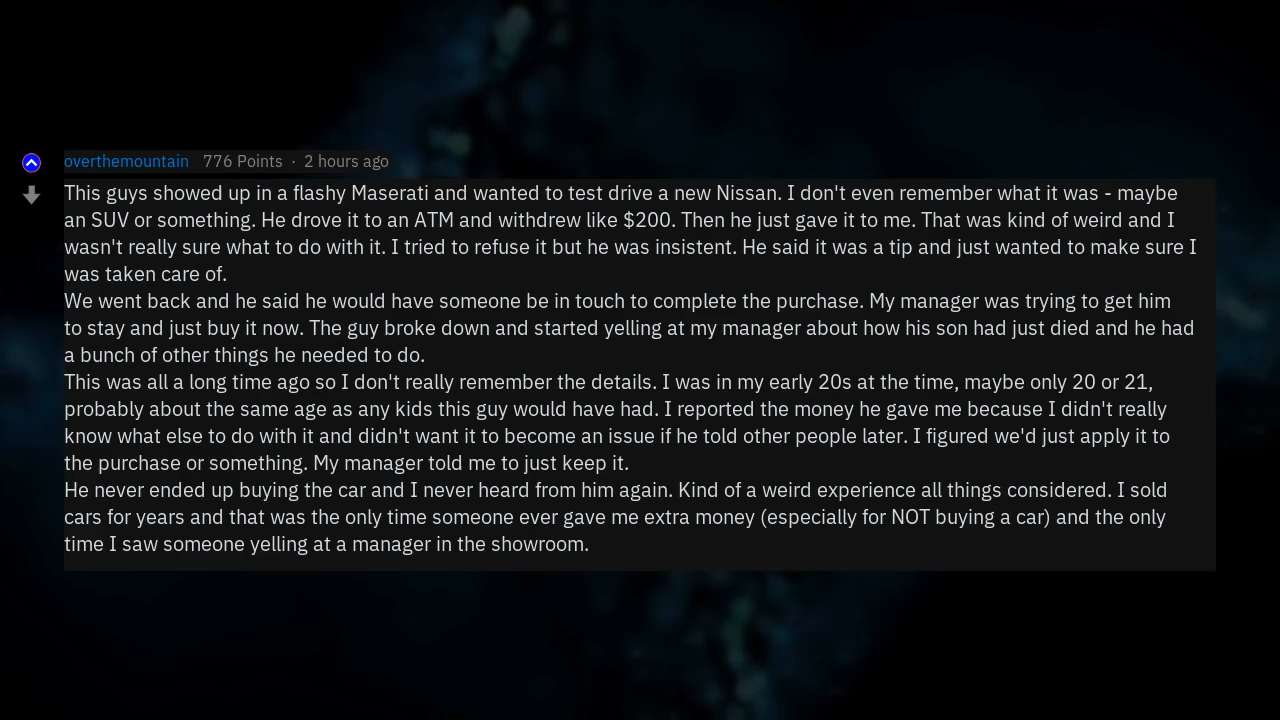 overthemountain 776 Points · 2 hours ago
This guys showed up in a flashy Maserati and wanted to test drive a new Nissan. I don't even remember what it was - maybe
an SUV or something. He drove it to an ATM and withdrew like $200. Then he just gave it to me. That was kind of weird and I
wasn't really sure what to do with it. I tried to refuse it but he was insistent. He said it was a tip and just wanted to make sure I
was taken care of.
We went back and he said he would have someone be in touch to complete the purchase. My manager was trying to get him
to stay and just buy it now. The guy broke down and started yelling at my manager about how his son had just died and he had
a bunch of other things he needed to do.
This was all a long time ago so I don't really remember the details. I was in my early 20s at the time, maybe only 20 or 21,
probably about the same age as any kids this guy would have had. I reported the money he gave me because I didn't really
know what else to do with it and didn't want it to become an issue if he told other people later. I figured we'd just apply it to
the purchase or something. My manager told me to just keep it.
He never ended up buying the car and I never heard from him again. Kind of a weird experience all things considered. I sold
cars for years and that was the only time someone ever gave me extra money (especially for NOT buying a car) and the only
time I saw someone yelling at a manager in the showroom.